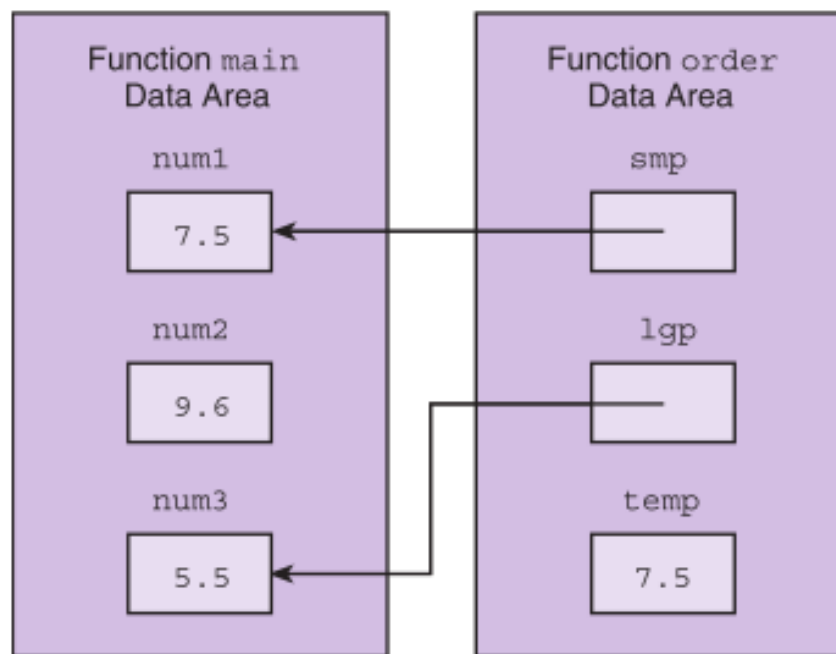 Function main
Data Area
num1
7.5
num2
9.6
num3
5.5
Function order
Data Area
smp
lgp
temp
7.5